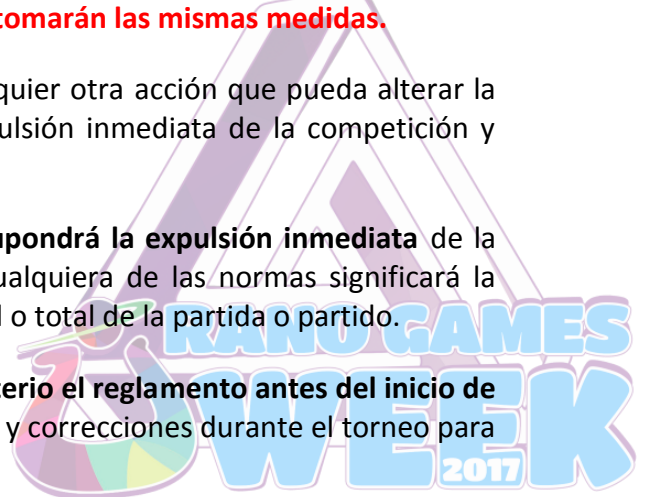 tomarán las mismas medidas.
quier otra acción que pueda alterar la
ulsión inmediata de la competición y
upondrá la expulsión inmediata de la
ualquiera de las normas significará la
l o total de la partida o partido.
RANO GAMES
erio el reglamento antes del inicio de
WEEK
y correcciones durante el torneo para
2017